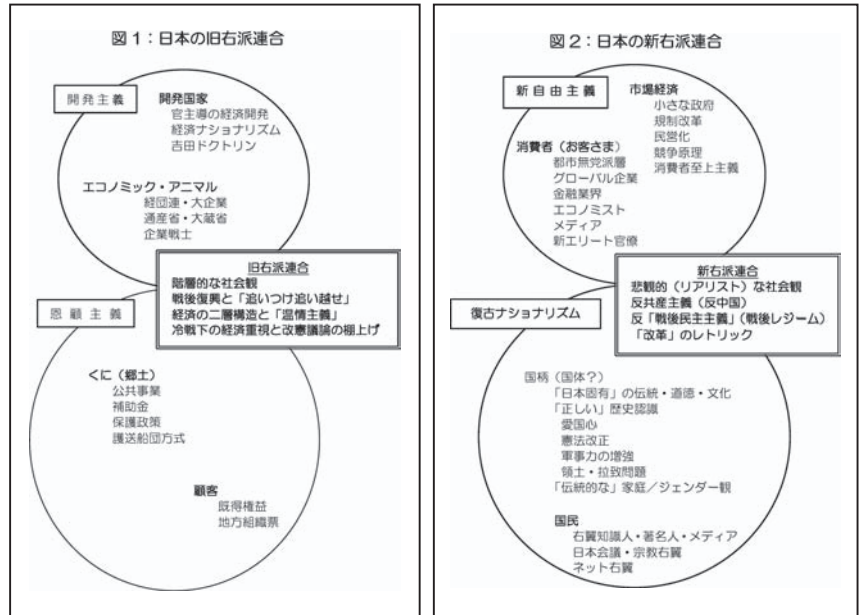 図1：日本の旧右派連合
開発主義
開発国家
官主導の経済開発
経済ナショナリズム
吉田ドクトリン
エコノミック・アニマル
経団連・大企業
通産省・大蔵省
企業戦士
旧右派連合
階層的な社会観
戦後復興と「追いつけ追い越せ」
経済の二層構造と「温情主義」
冷戦下の経済重視と改憲議論の棚上げ
恩顧主義
くに（郷土）
公共事業
補助金
保護政策
護送船団方式
顧客
既得権益
地方組織票
図2：日本の新右派連合
新自由主義
市場経済
小さな政府
規制改革
民営化
競争原理
消費者至上主義
消費者（お客さま）
都市無党派層
グローバル企業
金融業界
エコノミスト
メディア
新エリート官僚
新右派連合
悲観的（リアリスト）な社会観
反共産主義（反中国）
反「戦後民主主義」（戦後レジーム）
「改革」のレトリック
復古ナショナリズム
国柄（国体？）
「日本固有」の伝統・道徳・文化
「正しい」歴史認識
愛国心
憲法改正
軍事力の増強
領土・拉致問題
「伝統的な」家庭／ジェンダー観
国民
右翼知識人・著名人・メディア
日本会議・宗教右翼
ネット右翼